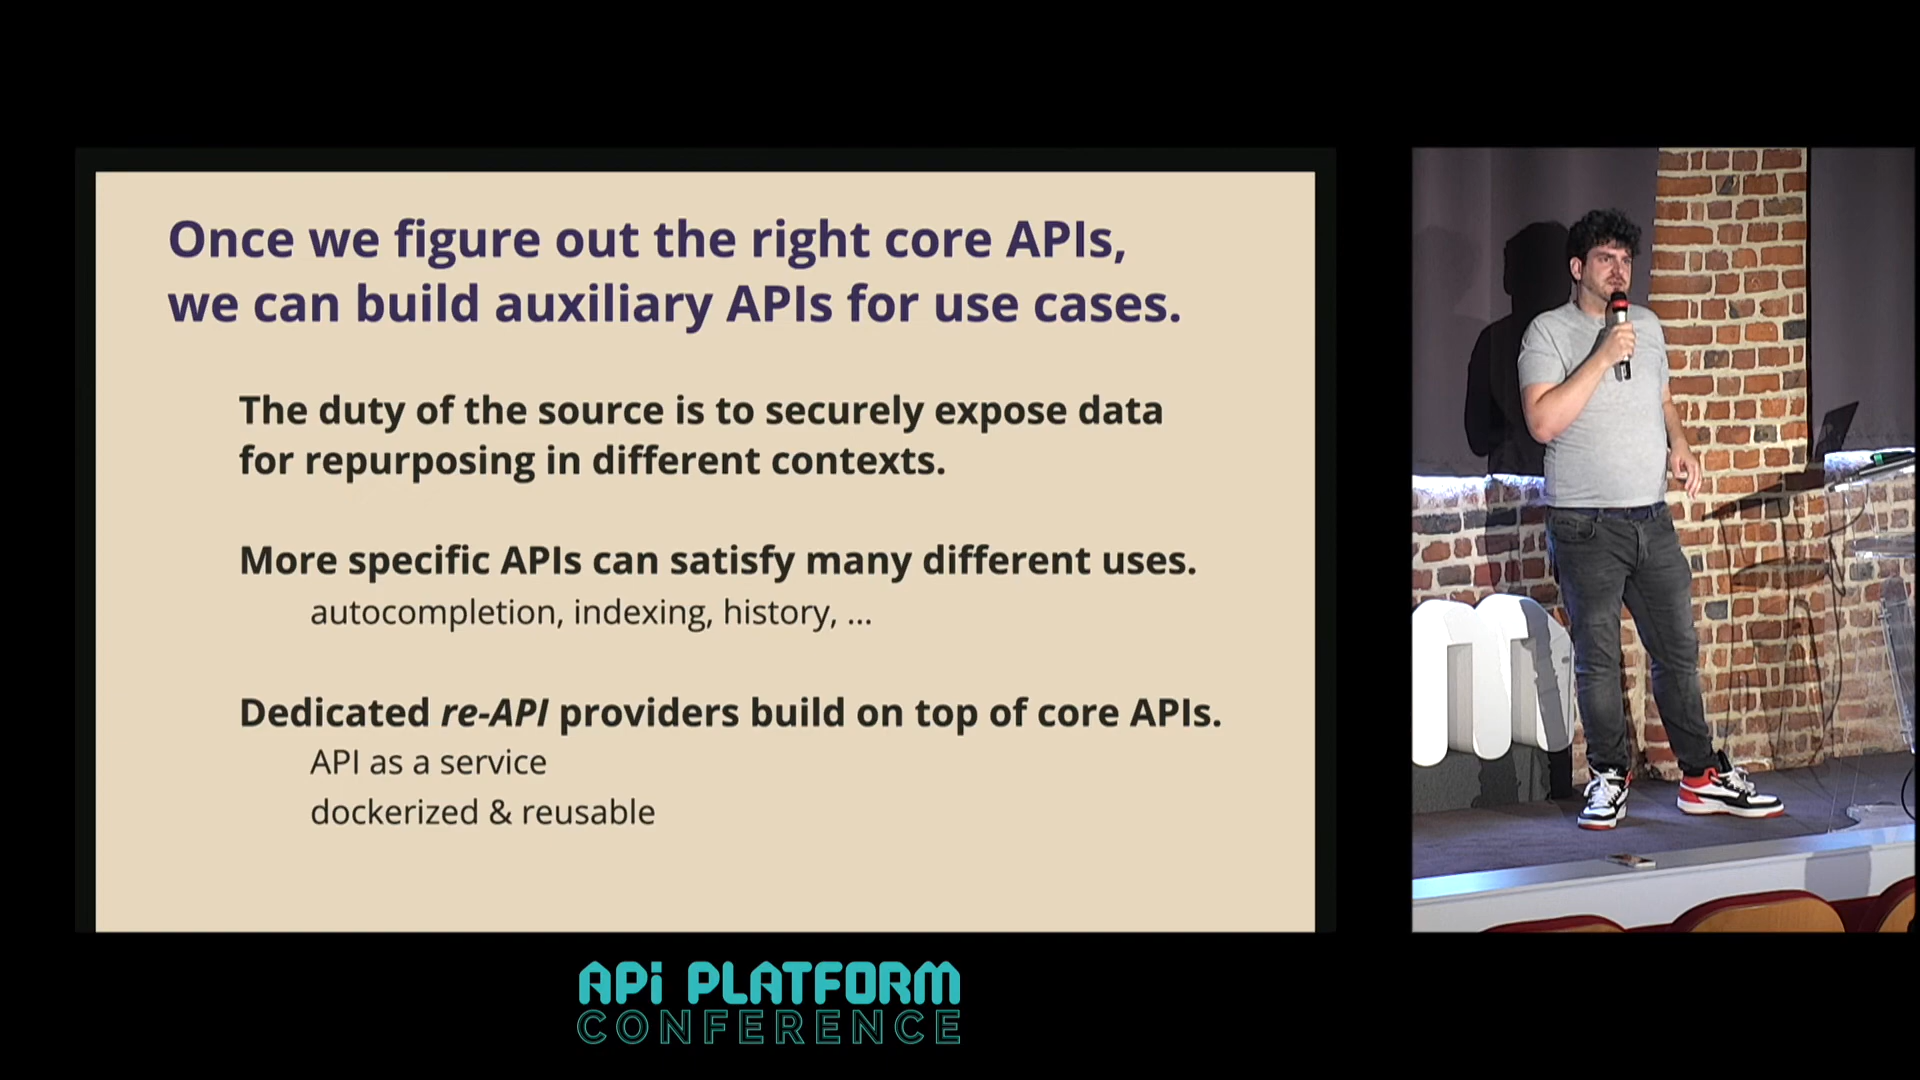 Once we figure out the right core APIs,
we can build auxiliary APIs for use cases.
The duty of the source is to securely expose data
for repurposing in different contexts.
More specific APIs can satisfy many different uses.
autocompletion, indexing, history, ...
Dedicated re-API providers build on top of core APIs.
API as a service
dockerized & reusable
m
APi PLATFORM
CONFERENCE